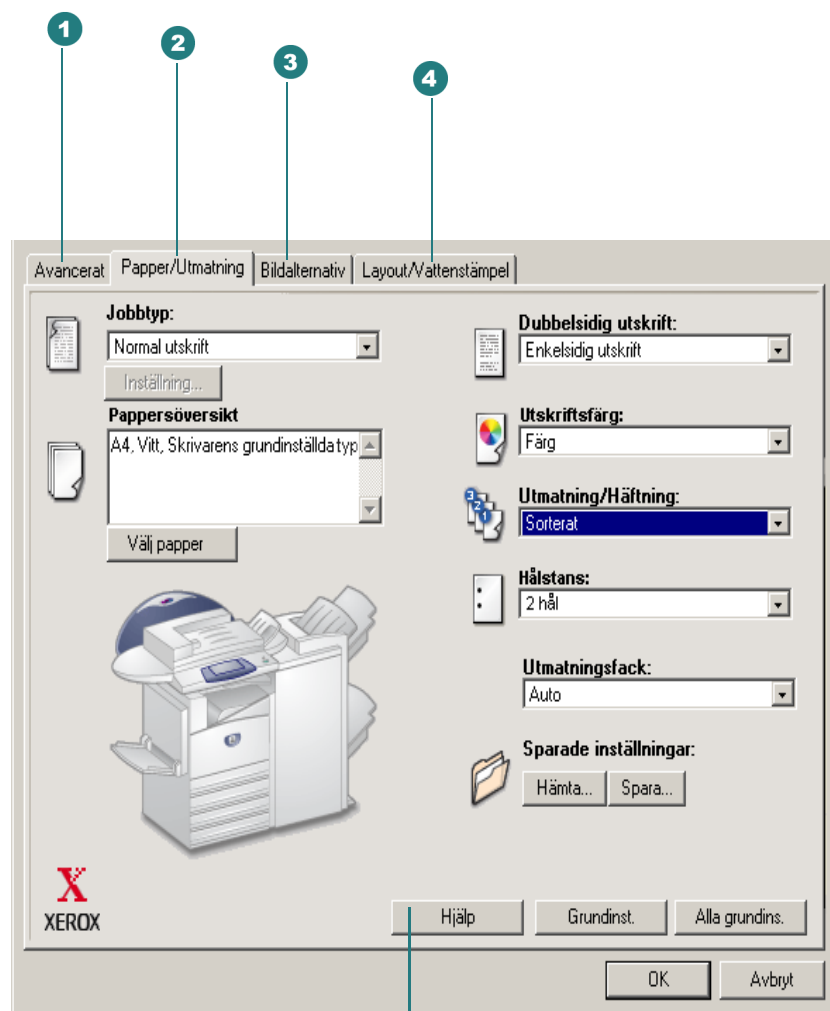 1
2
3
4
Avancerat Papper/Utmatning Bildalternativ Layout/Vattenstämpel
Jobbtyp:
Normal utskrift
Inställning...
Pappersöversikt
A4, Vitt, Skrivarens grundinställda typ
Välj papper
Dubbelsidig utskrift:
Enkelsidig utskrift
Utskriftsfärg:
Färg
321
Utmatning/Häftning:
Sorterat
Hålstans:
2 hål
Utmatningsfack:
Auto
Sparade inställningar:
Hämta... Spara...
X
XEROX
Hjälp Grundinst. Alla grundins.
OK Avbryt